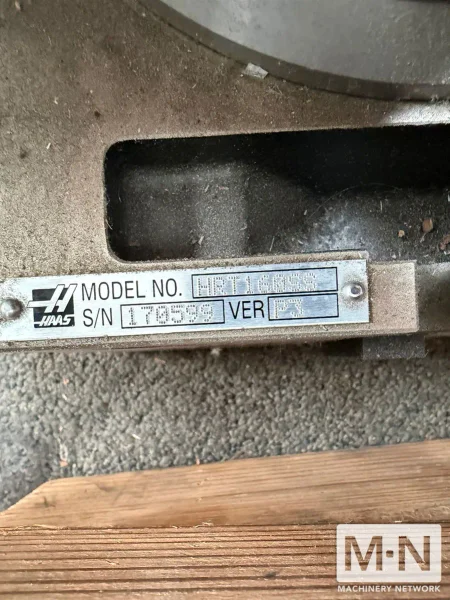 HAAS
MODEL NO. HRT160SS
S/N 170599 VER P3
M·N
MACHINERY NETWORK